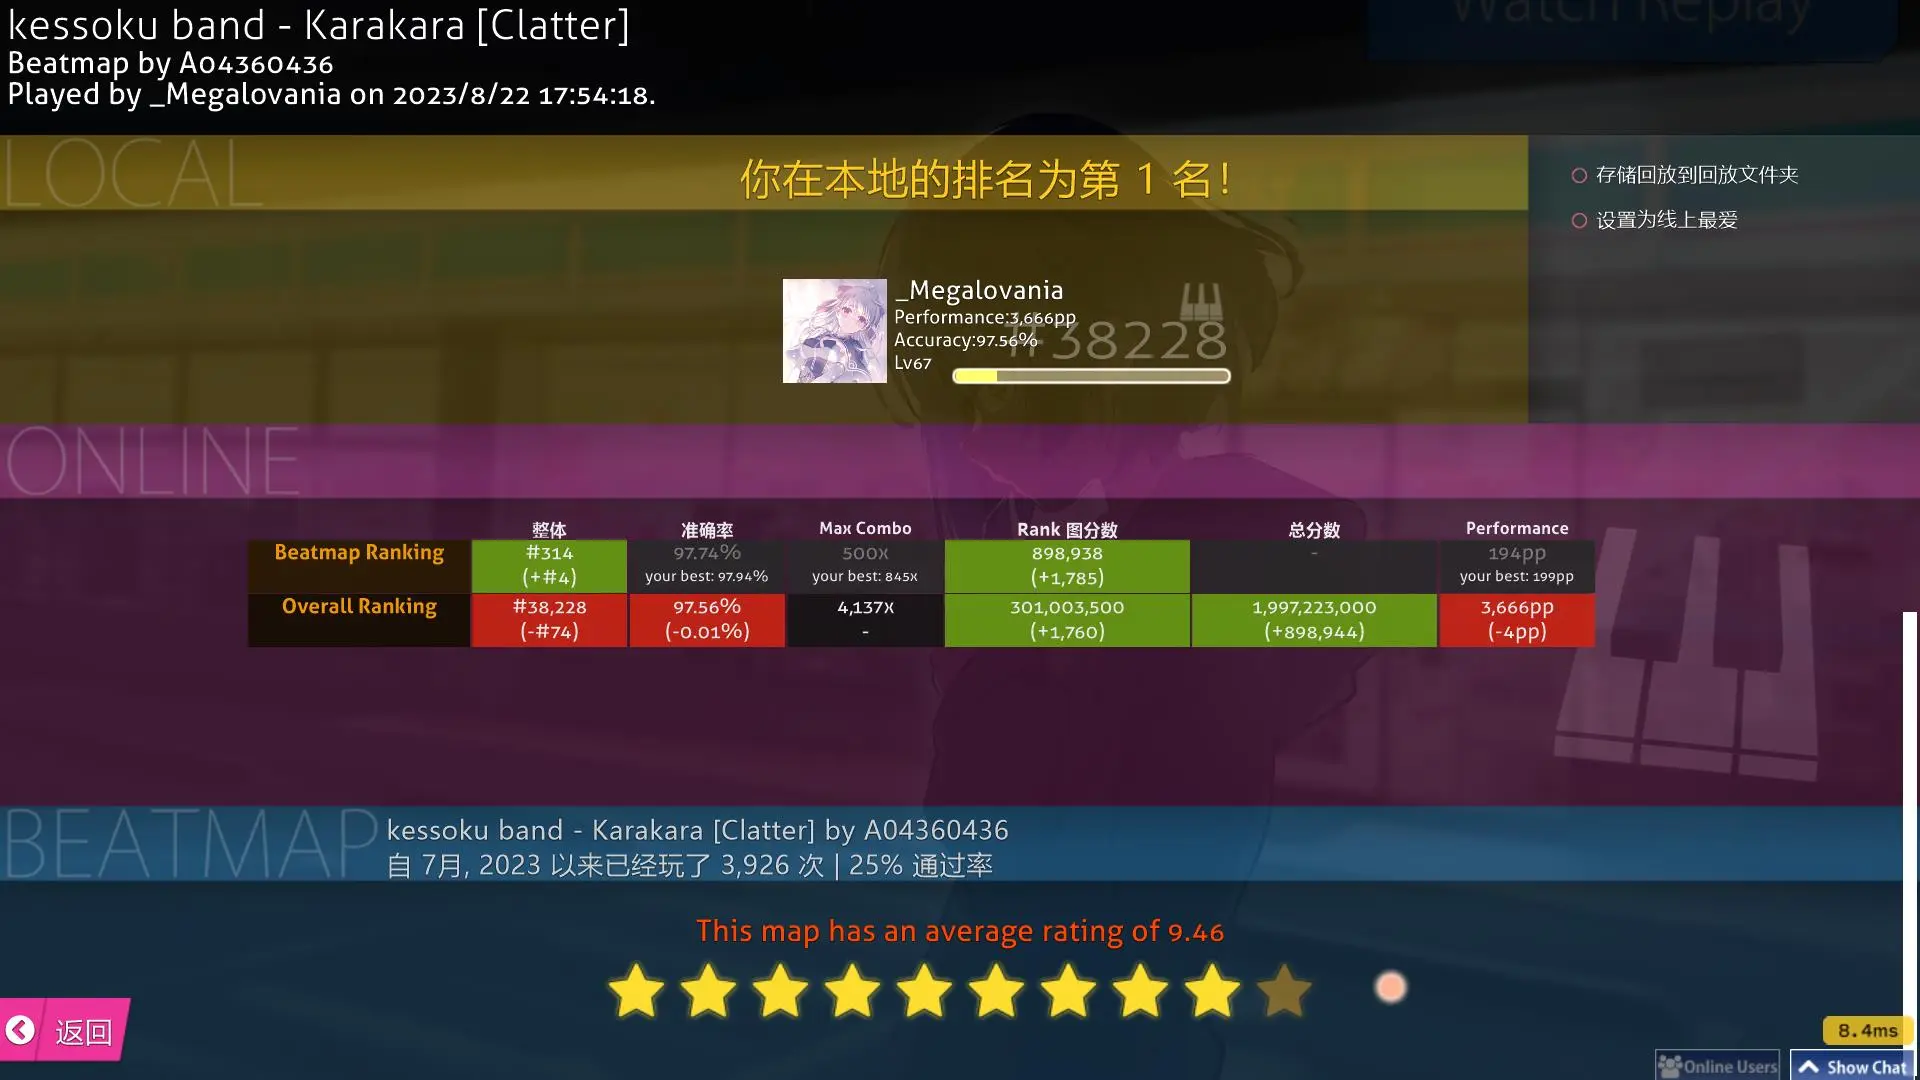 kessoku band - Karakara [Clatter]
Beatmap by A04360436
Played by _Megalovania on 2023/8/22 17:54:18.
Watch Replay
LOCAL
你在本地的排名为第 1 名!
存储回放到回放文件夹
设置为线上最爱
_Megalovania
Performance:3,666pp
Accuracy:97.56%
Lv67
#38228
ONLINE
整体 准确率 Max Combo Rank 图分数 总分数 Performance
Beatmap Ranking #314 97.74% 500x 898,938 - 194pp
(+#4) your best: 97.94% your best: 845x (+1,785) your best: 199pp
Overall Ranking #38,228 97.56% 4,137x 301,003,500 1,997,223,000 3,666pp
(-#74) (-0.01%) - (+1,760) (+898,944) (-4pp)
BEATMAP
kessoku band - Karakara [Clatter] by A04360436
自 7月, 2023 以来已经玩了 3,926 次 | 25% 通过率
This map has an average rating of 9.46
返回
8.4ms
Online Users
Show Chat